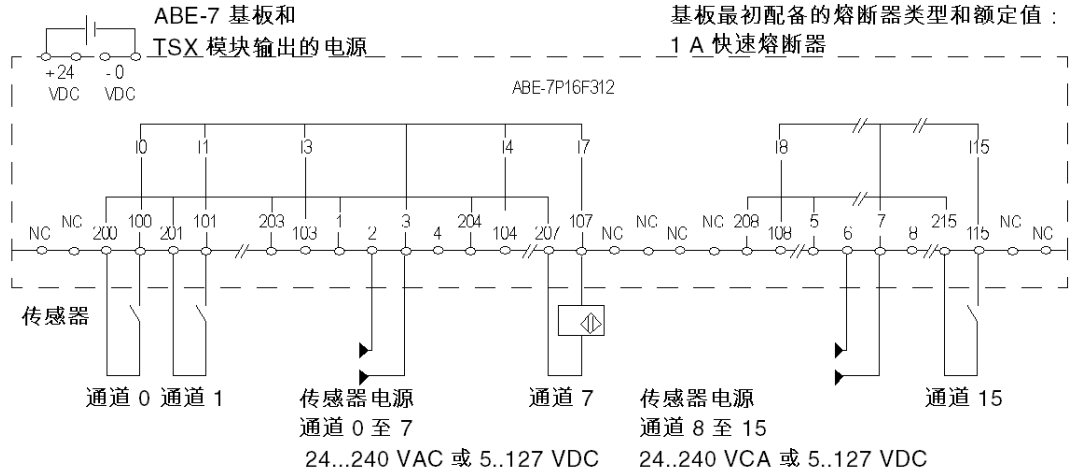 ABE-7 基板和
TSX 模块输出的电源
基板最初配备的熔断器类型和额定值：
1 A 快速熔断器
+24 VDC
-0 VDC
ABE-7P16F312
I0 I1 I3 I4 I7 I8 I15
NC NC 200 100 201 101 203 103 1 2 3 4 204 104 207 107 NC NC NC NC 208 108 5 6 7 8 215 115 NC NC
传感器
通道 0 通道 1 传感器电源 通道 7 传感器电源 通道 15
通道 0 至 7
通道 8 至 15
24...240 VAC 或 5..127 VDC
24...240 VCA 或 5..127 VDC